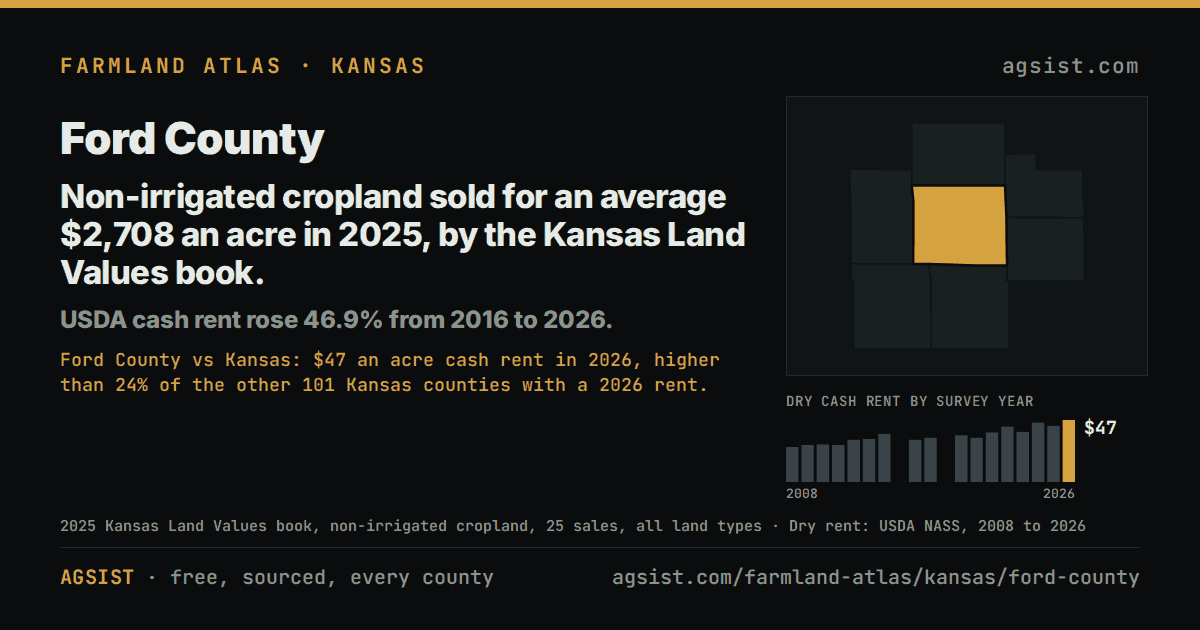 FARMLAND ATLAS · KANSAS
agsist.com
Ford County
Non-irrigated cropland sold for an average
$2,708 an acre in 2025, by the Kansas Land
Values book.
USDA cash rent rose 46.9% from 2016 to 2026.
Ford County vs Kansas: $47 an acre cash rent in 2026, higher
than 24% of the other 101 Kansas counties with a 2026 rent.
DRY CASH RENT BY SURVEY YEAR
$47
2008
2026
2025 Kansas Land Values book, non-irrigated cropland, 25 sales, all land types · Dry rent: USDA NASS, 2008 to 2026
AGSIST · free, sourced, every county
agsist.com/farmland-atlas/kansas/ford-county